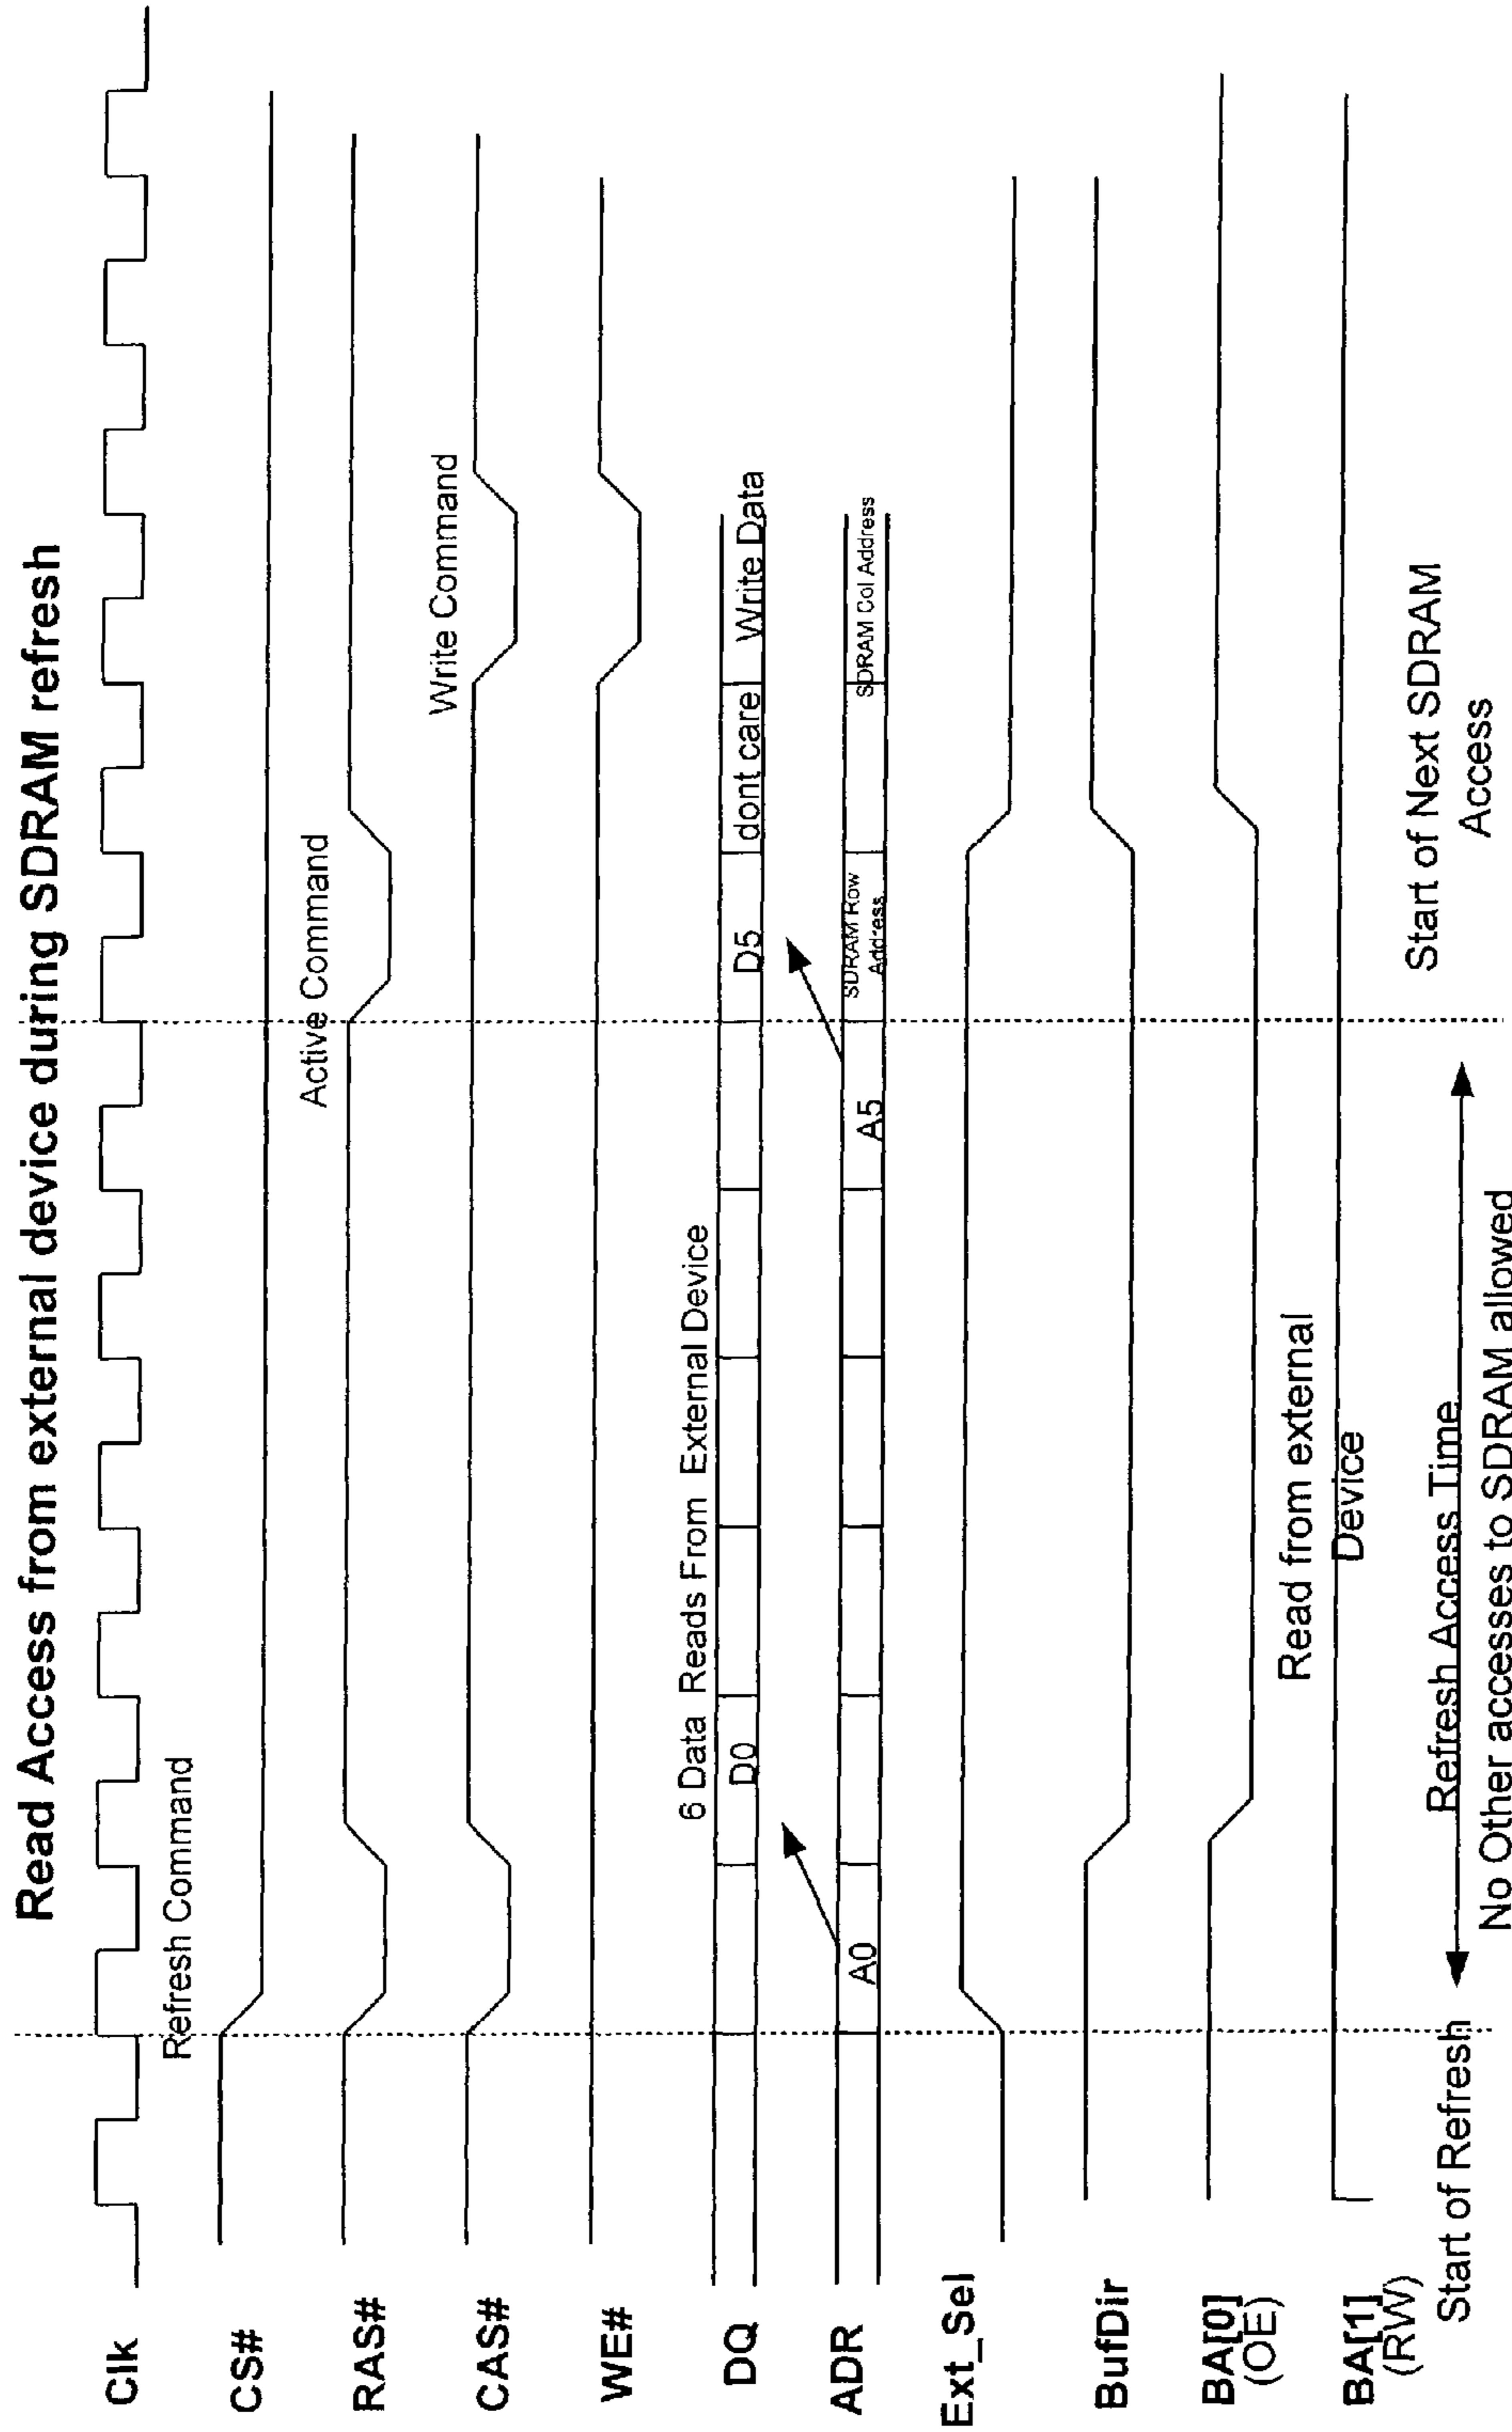 Read Access from external device during SDRAM refresh
Clk
Refresh Command
CS#
Active Command
RAS#
Write Command
CAS#
WE#
6 Data Reads From External Device
DQ
D0
D5
dont care
Write Data
ADR
A0
A5
SDRAM Row
Address
SDRAM Col Address
Ext_Sel
BufDir
BA[0]
(OE)
Read from external
Device
BA[1]
(RW)
Start of Refresh
Refresh Access Time
No Other accesses to SDRAM allowed
Start of Next SDRAM
Access